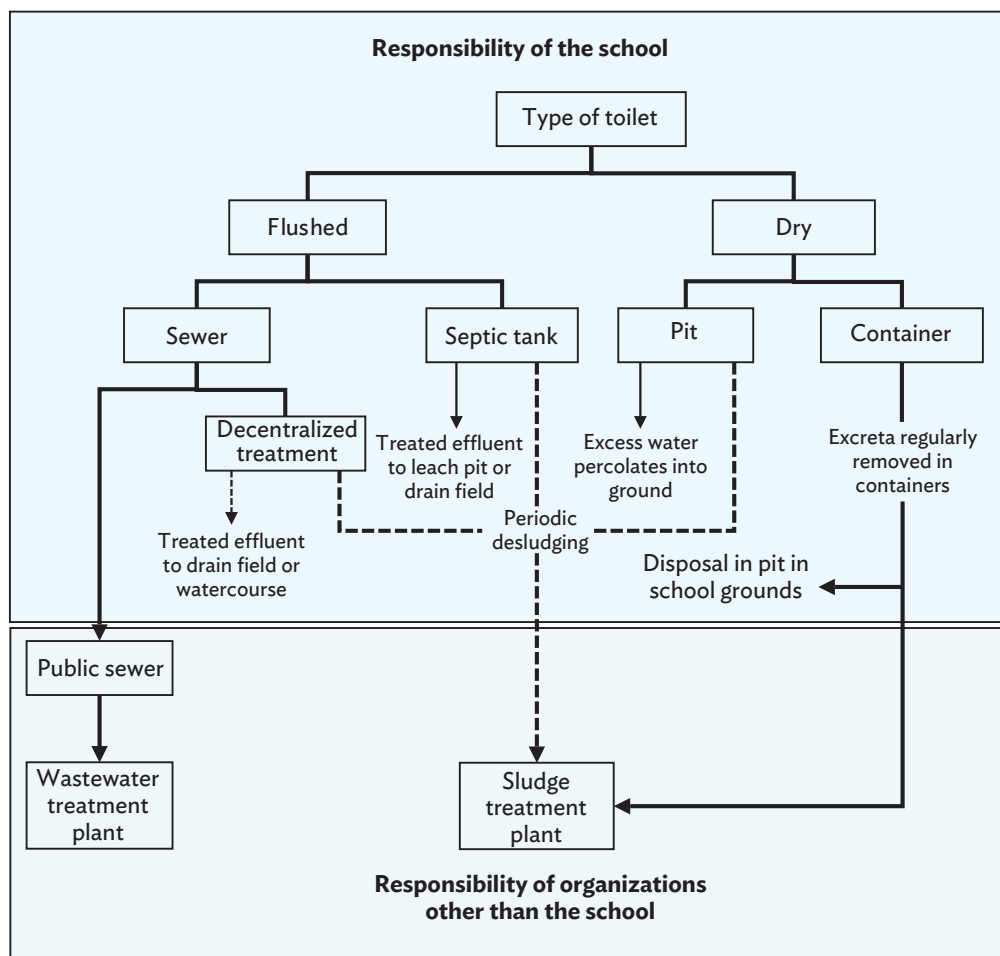 Responsibility of the school
Type of toilet
Flushed
Dry
Sewer
Septic tank
Pit
Container
Decentralized
treatment
Treated effluent
to leach pit or
drain field
Excess water
percolates into
ground
Excreta regularly
removed in
containers
Treated effluent
to drain field or
watercourse
Periodic
desludging
Disposal in pit in
school grounds
Public sewer
Wastewater
treatment
plant
Sludge
treatment
plant
Responsibility of organizations
other than the school